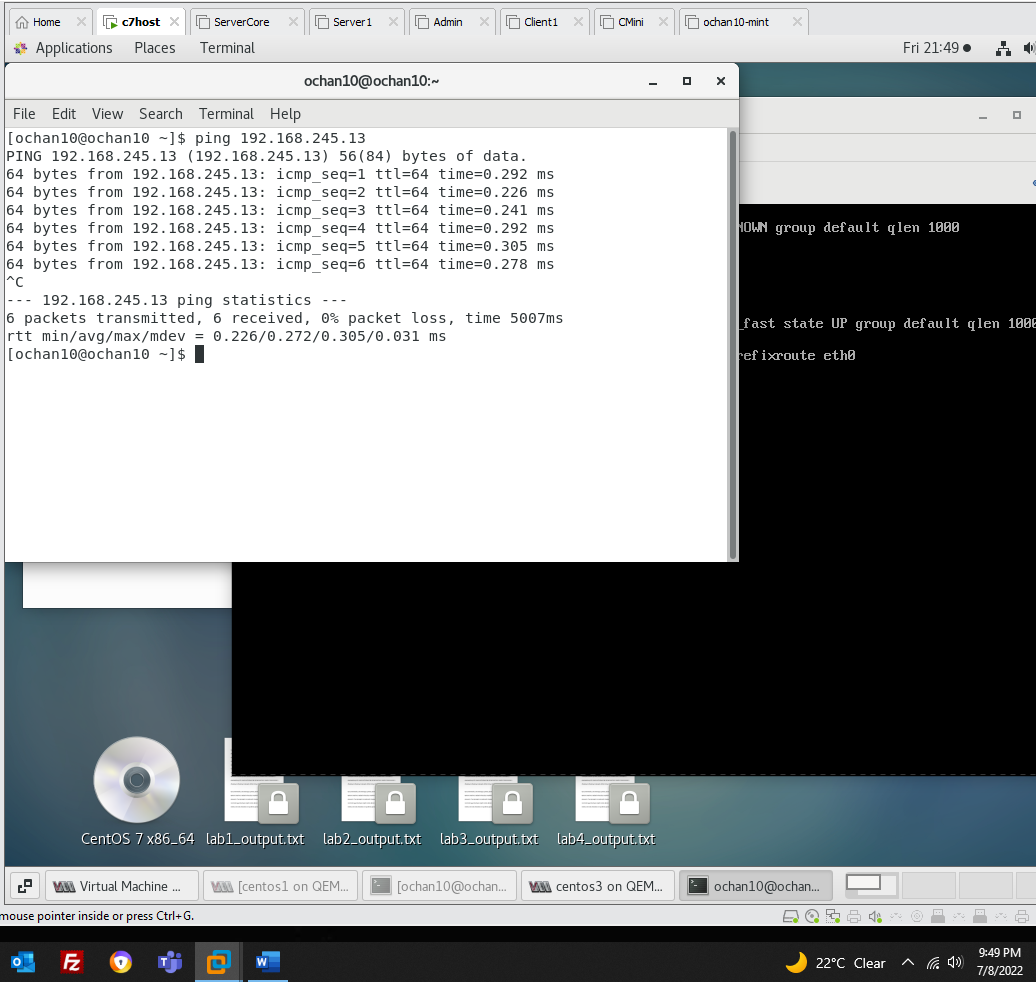 Home c7host ServerCore Server1 Admin Client1 CMini ochan10-mint
Applications Places Terminal Fri 21:49
ochan10@ochan10:~
File Edit View Search Terminal Help
[ochan10@ochan10 ~]$ ping 192.168.245.13
PING 192.168.245.13 (192.168.245.13) 56(84) bytes of data.
64 bytes from 192.168.245.13: icmp_seq=1 ttl=64 time=0.292 ms
64 bytes from 192.168.245.13: icmp_seq=2 ttl=64 time=0.226 ms
64 bytes from 192.168.245.13: icmp_seq=3 ttl=64 time=0.241 ms
64 bytes from 192.168.245.13: icmp_seq=4 ttl=64 time=0.292 ms
64 bytes from 192.168.245.13: icmp_seq=5 ttl=64 time=0.305 ms
64 bytes from 192.168.245.13: icmp_seq=6 ttl=64 time=0.278 ms
^C
--- 192.168.245.13 ping statistics ---
6 packets transmitted, 6 received, 0% packet loss, time 5007ms
rtt min/avg/max/mdev = 0.226/0.272/0.305/0.031 ms
[ochan10@ochan10 ~]$
NOWN group default qlen 1000
_fast state UP group default qlen 1000
refixroute eth0
CentOS 7 x86_64 lab1_output.txt lab2_output.txt lab3_output.txt lab4_output.txt
Virtual Machine ... [centos1 on QEM... [ochan10@ochan... centos3 on QEM... ochan10@ochan...
mouse pointer inside or press Ctrl+G.
22°C Clear
9:49 PM
7/8/2022